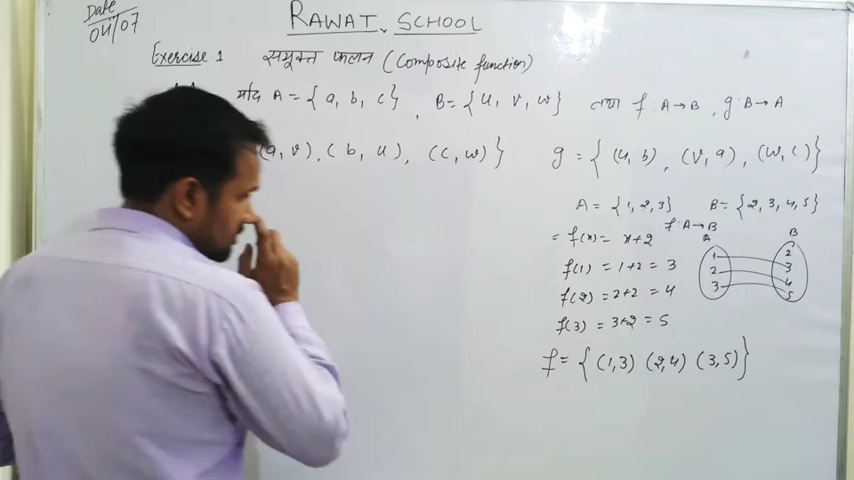 Date
04/07
RAWAT SCHOOL
Exercise 1 संयुक्त फलन (Composite function)
यदि A = {a, b, c}, B = {u, v, w} तथा f : A→B, g : B→A
(a, v), (b, u), (c, w)}
g = {(u, b), (v, a), (w, c)}
A = {1, 2, 3} B = {2, 3, 4, 5}
= f(x) = x+2 f : A→B
f(1) = 1+2 = 3
f(2) = 2+2 = 4
f(3) = 3+2 = 5
A B
1 2
2 3
3 4
5
f = {(1,3) (2,4) (3,5)}